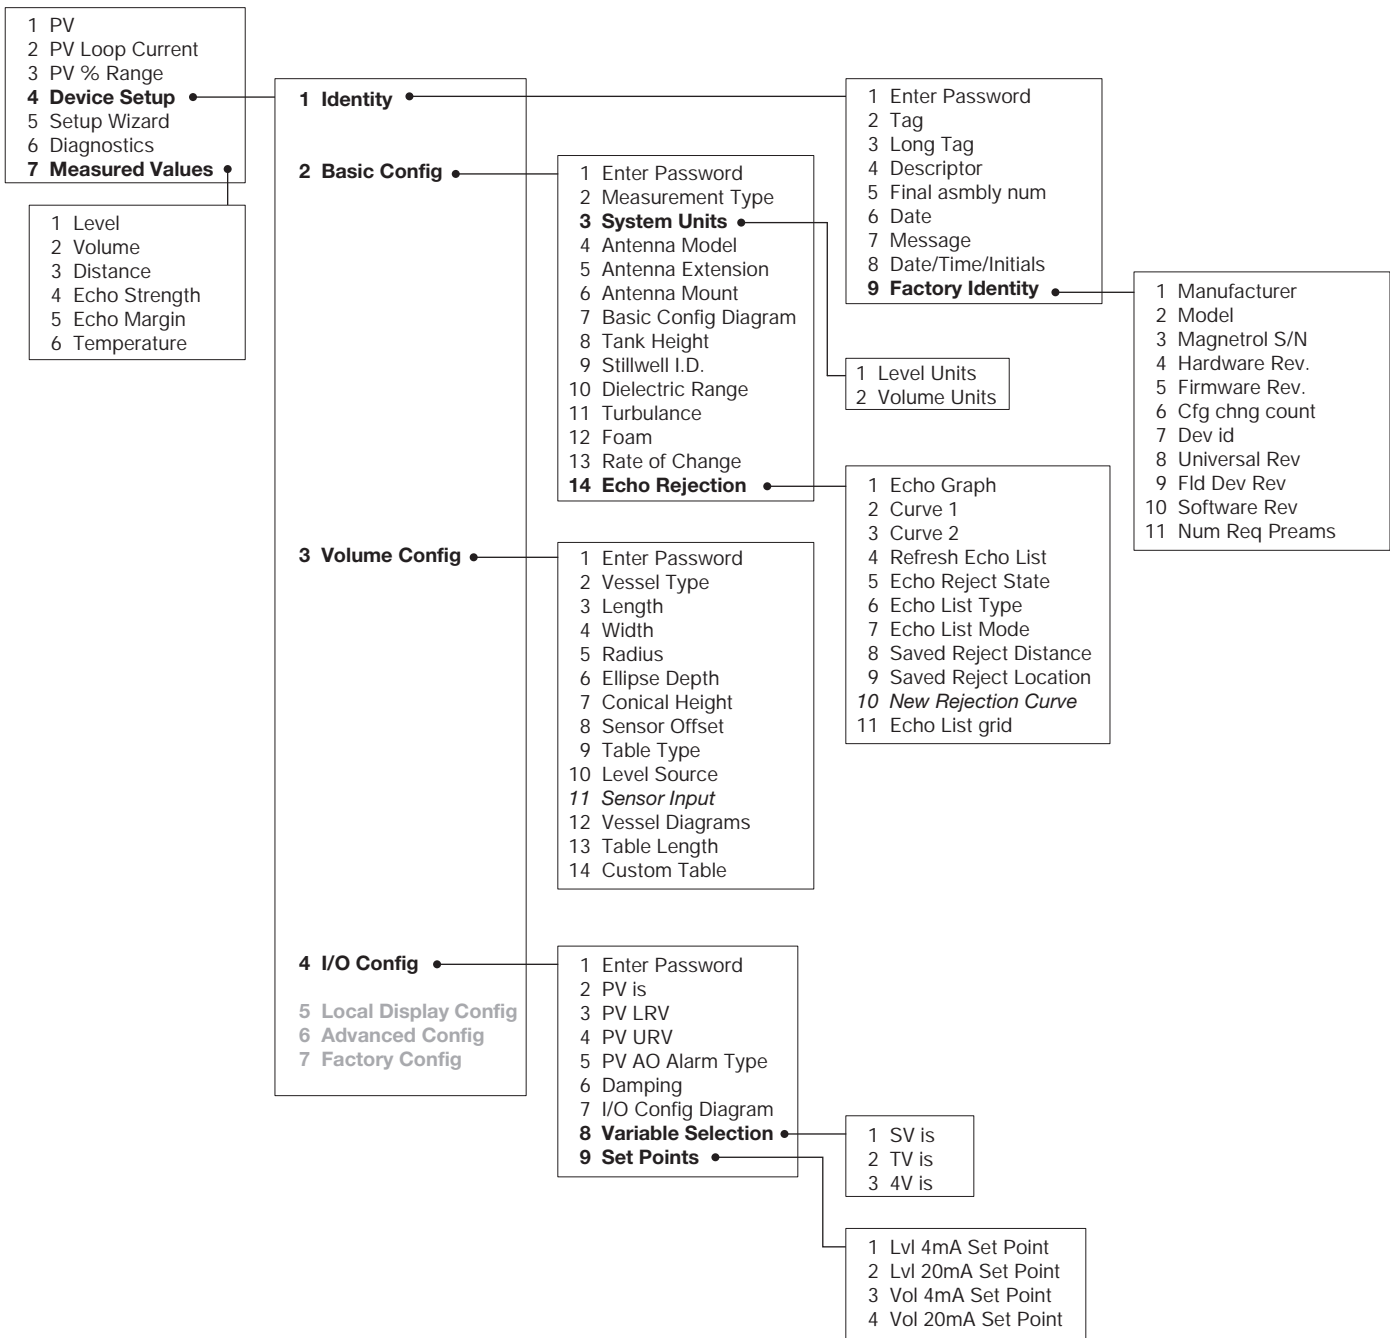 1 PV
2 PV Loop Current
3 PV % Range
4 Device Setup
5 Setup Wizard
6 Diagnostics
7 Measured Values
1 Level
2 Volume
3 Distance
4 Echo Strength
5 Echo Margin
6 Temperature
1 Identity
2 Basic Config
3 Volume Config
4 I/O Config
5 Local Display Config
6 Advanced Config
7 Factory Config
1 Enter Password
2 Measurement Type
3 System Units
4 Antenna Model
5 Antenna Extension
6 Antenna Mount
7 Basic Config Diagram
8 Tank Height
9 Stillwell I.D.
10 Dielectric Range
11 Turbulance
12 Foam
13 Rate of Change
14 Echo Rejection
1 Enter Password
2 Vessel Type
3 Length
4 Width
5 Radius
6 Ellipse Depth
7 Conical Height
8 Sensor Offset
9 Table Type
10 Level Source
11 Sensor Input
12 Vessel Diagrams
13 Table Length
14 Custom Table
1 Enter Password
2 PV is
3 PV LRV
4 PV URV
5 PV AO Alarm Type
6 Damping
7 I/O Config Diagram
8 Variable Selection
9 Set Points
1 Enter Password
2 Tag
3 Long Tag
4 Descriptor
5 Final asmbly num
6 Date
7 Message
8 Date/Time/Initials
9 Factory Identity
1 Level Units
2 Volume Units
1 Echo Graph
2 Curve 1
3 Curve 2
4 Refresh Echo List
5 Echo Reject State
6 Echo List Type
7 Echo List Mode
8 Saved Reject Distance
9 Saved Reject Location
10 New Rejection Curve
11 Echo List grid
1 SV is
2 TV is
3 4V is
1 Lvl 4mA Set Point
2 Lvl 20mA Set Point
3 Vol 4mA Set Point
4 Vol 20mA Set Point
1 Manufacturer
2 Model
3 Magnetrol S/N
4 Hardware Rev.
5 Firmware Rev.
6 Cfg chng count
7 Dev id
8 Universal Rev
9 Fld Dev Rev
10 Software Rev
11 Num Req Preams